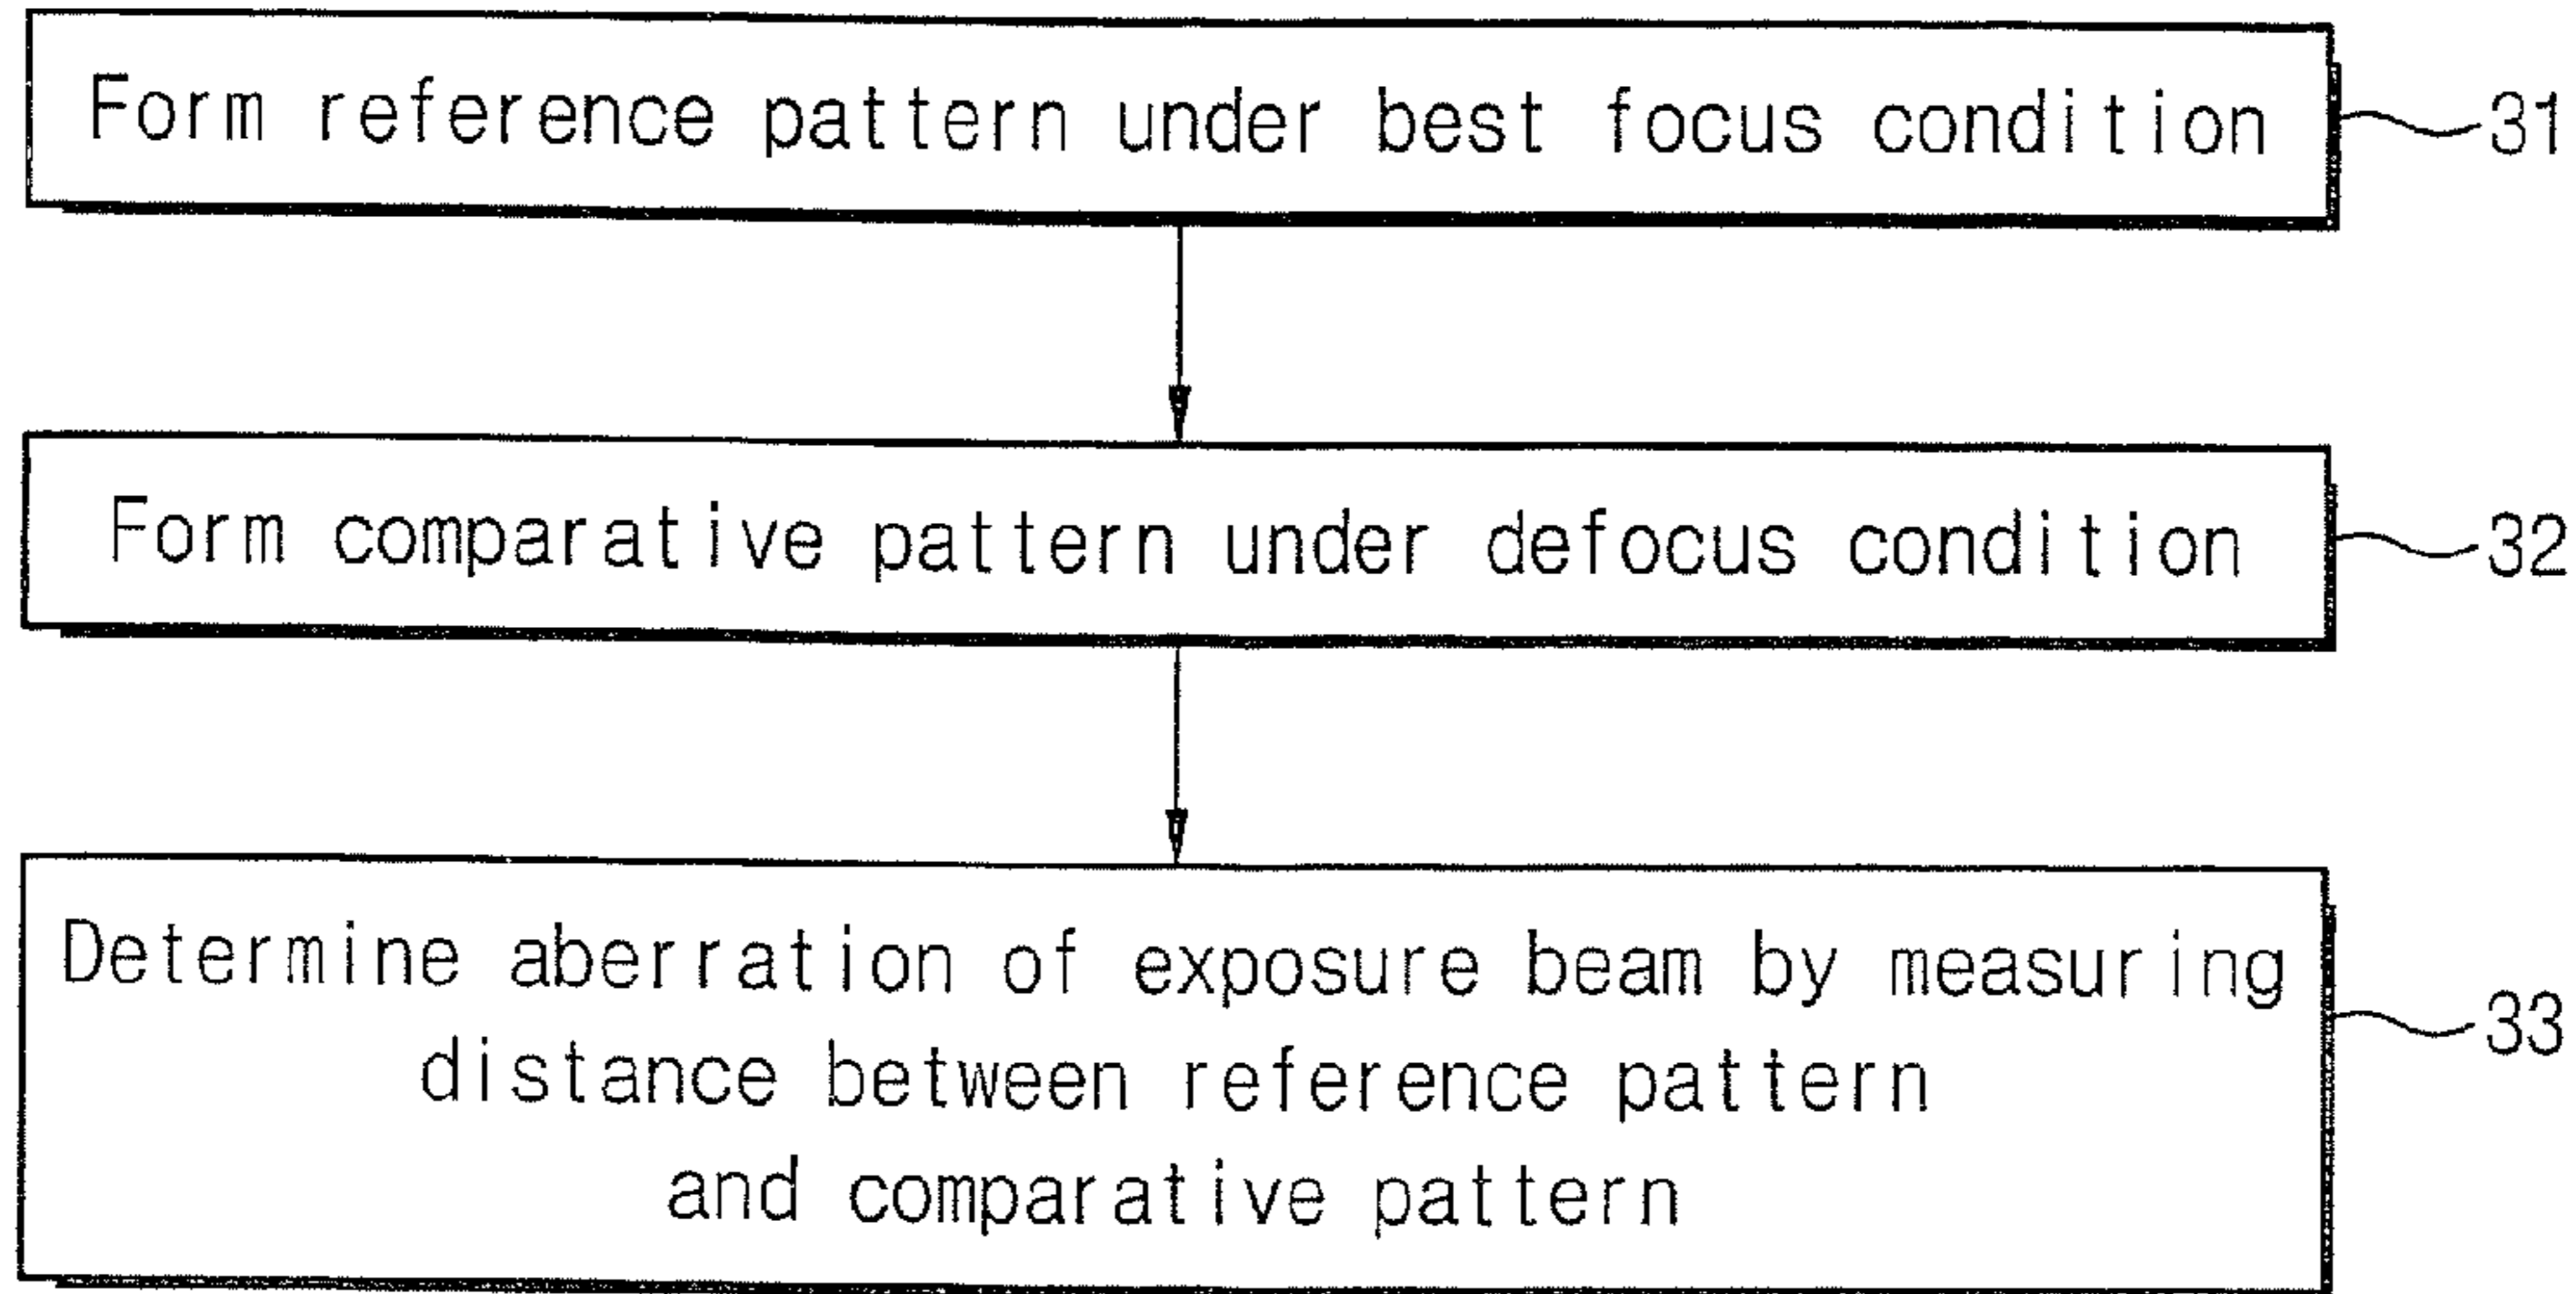 Form reference pattern under best focus condition
31
Form comparative pattern under defocus condition
32
Determine aberration of exposure beam by measuring
distance between reference pattern
and comparative pattern
33